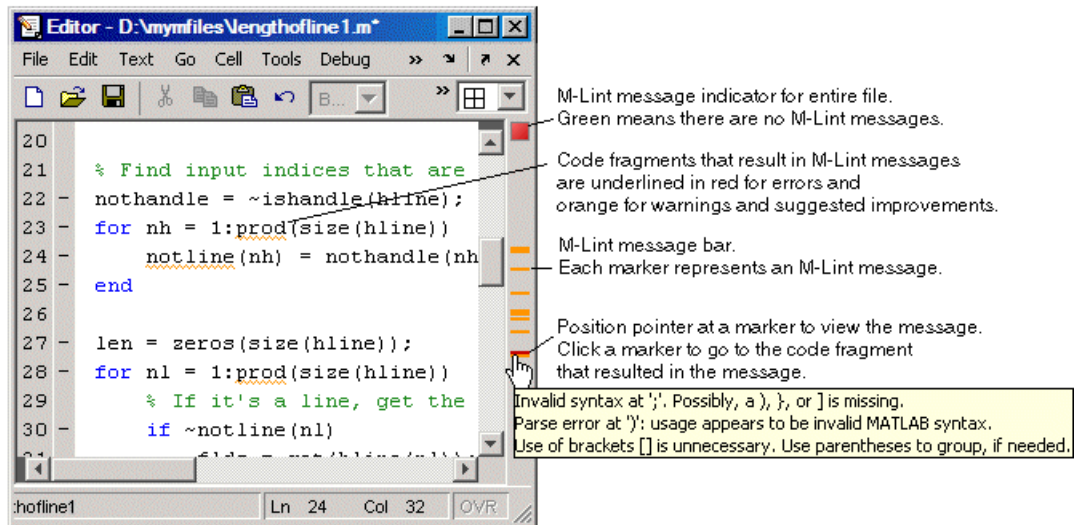 Editor - D:\mymfiles\lengthofline1.m*
File Edit Text Go Cell Tools Debug »
B... »
20
21 % Find input indices that are
22 - nothandle = ~ishandle(hline);
23 - for nh = 1:prod(size(hline))
24 - notline(nh) = nothandle(nh
25 - end
26
27 - len = zeros(size(hline));
28 - for nl = 1:prod(size(hline))
29 % If it's a line, get the
30 - if ~notline(nl)
hofline1 Ln 24 Col 32 OVR
M-Lint message indicator for entire file.
Green means there are no M-Lint messages.
Code fragments that result in M-Lint messages
are underlined in red for errors and
orange for warnings and suggested improvements.
M-Lint message bar.
Each marker represents an M-Lint message.
Position pointer at a marker to view the message.
Click a marker to go to the code fragment
that resulted in the message.
Invalid syntax at ';'. Possibly, a ), }, or ] is missing.
Parse error at ')': usage appears to be invalid MATLAB syntax.
Use of brackets [] is unnecessary. Use parentheses to group, if needed.